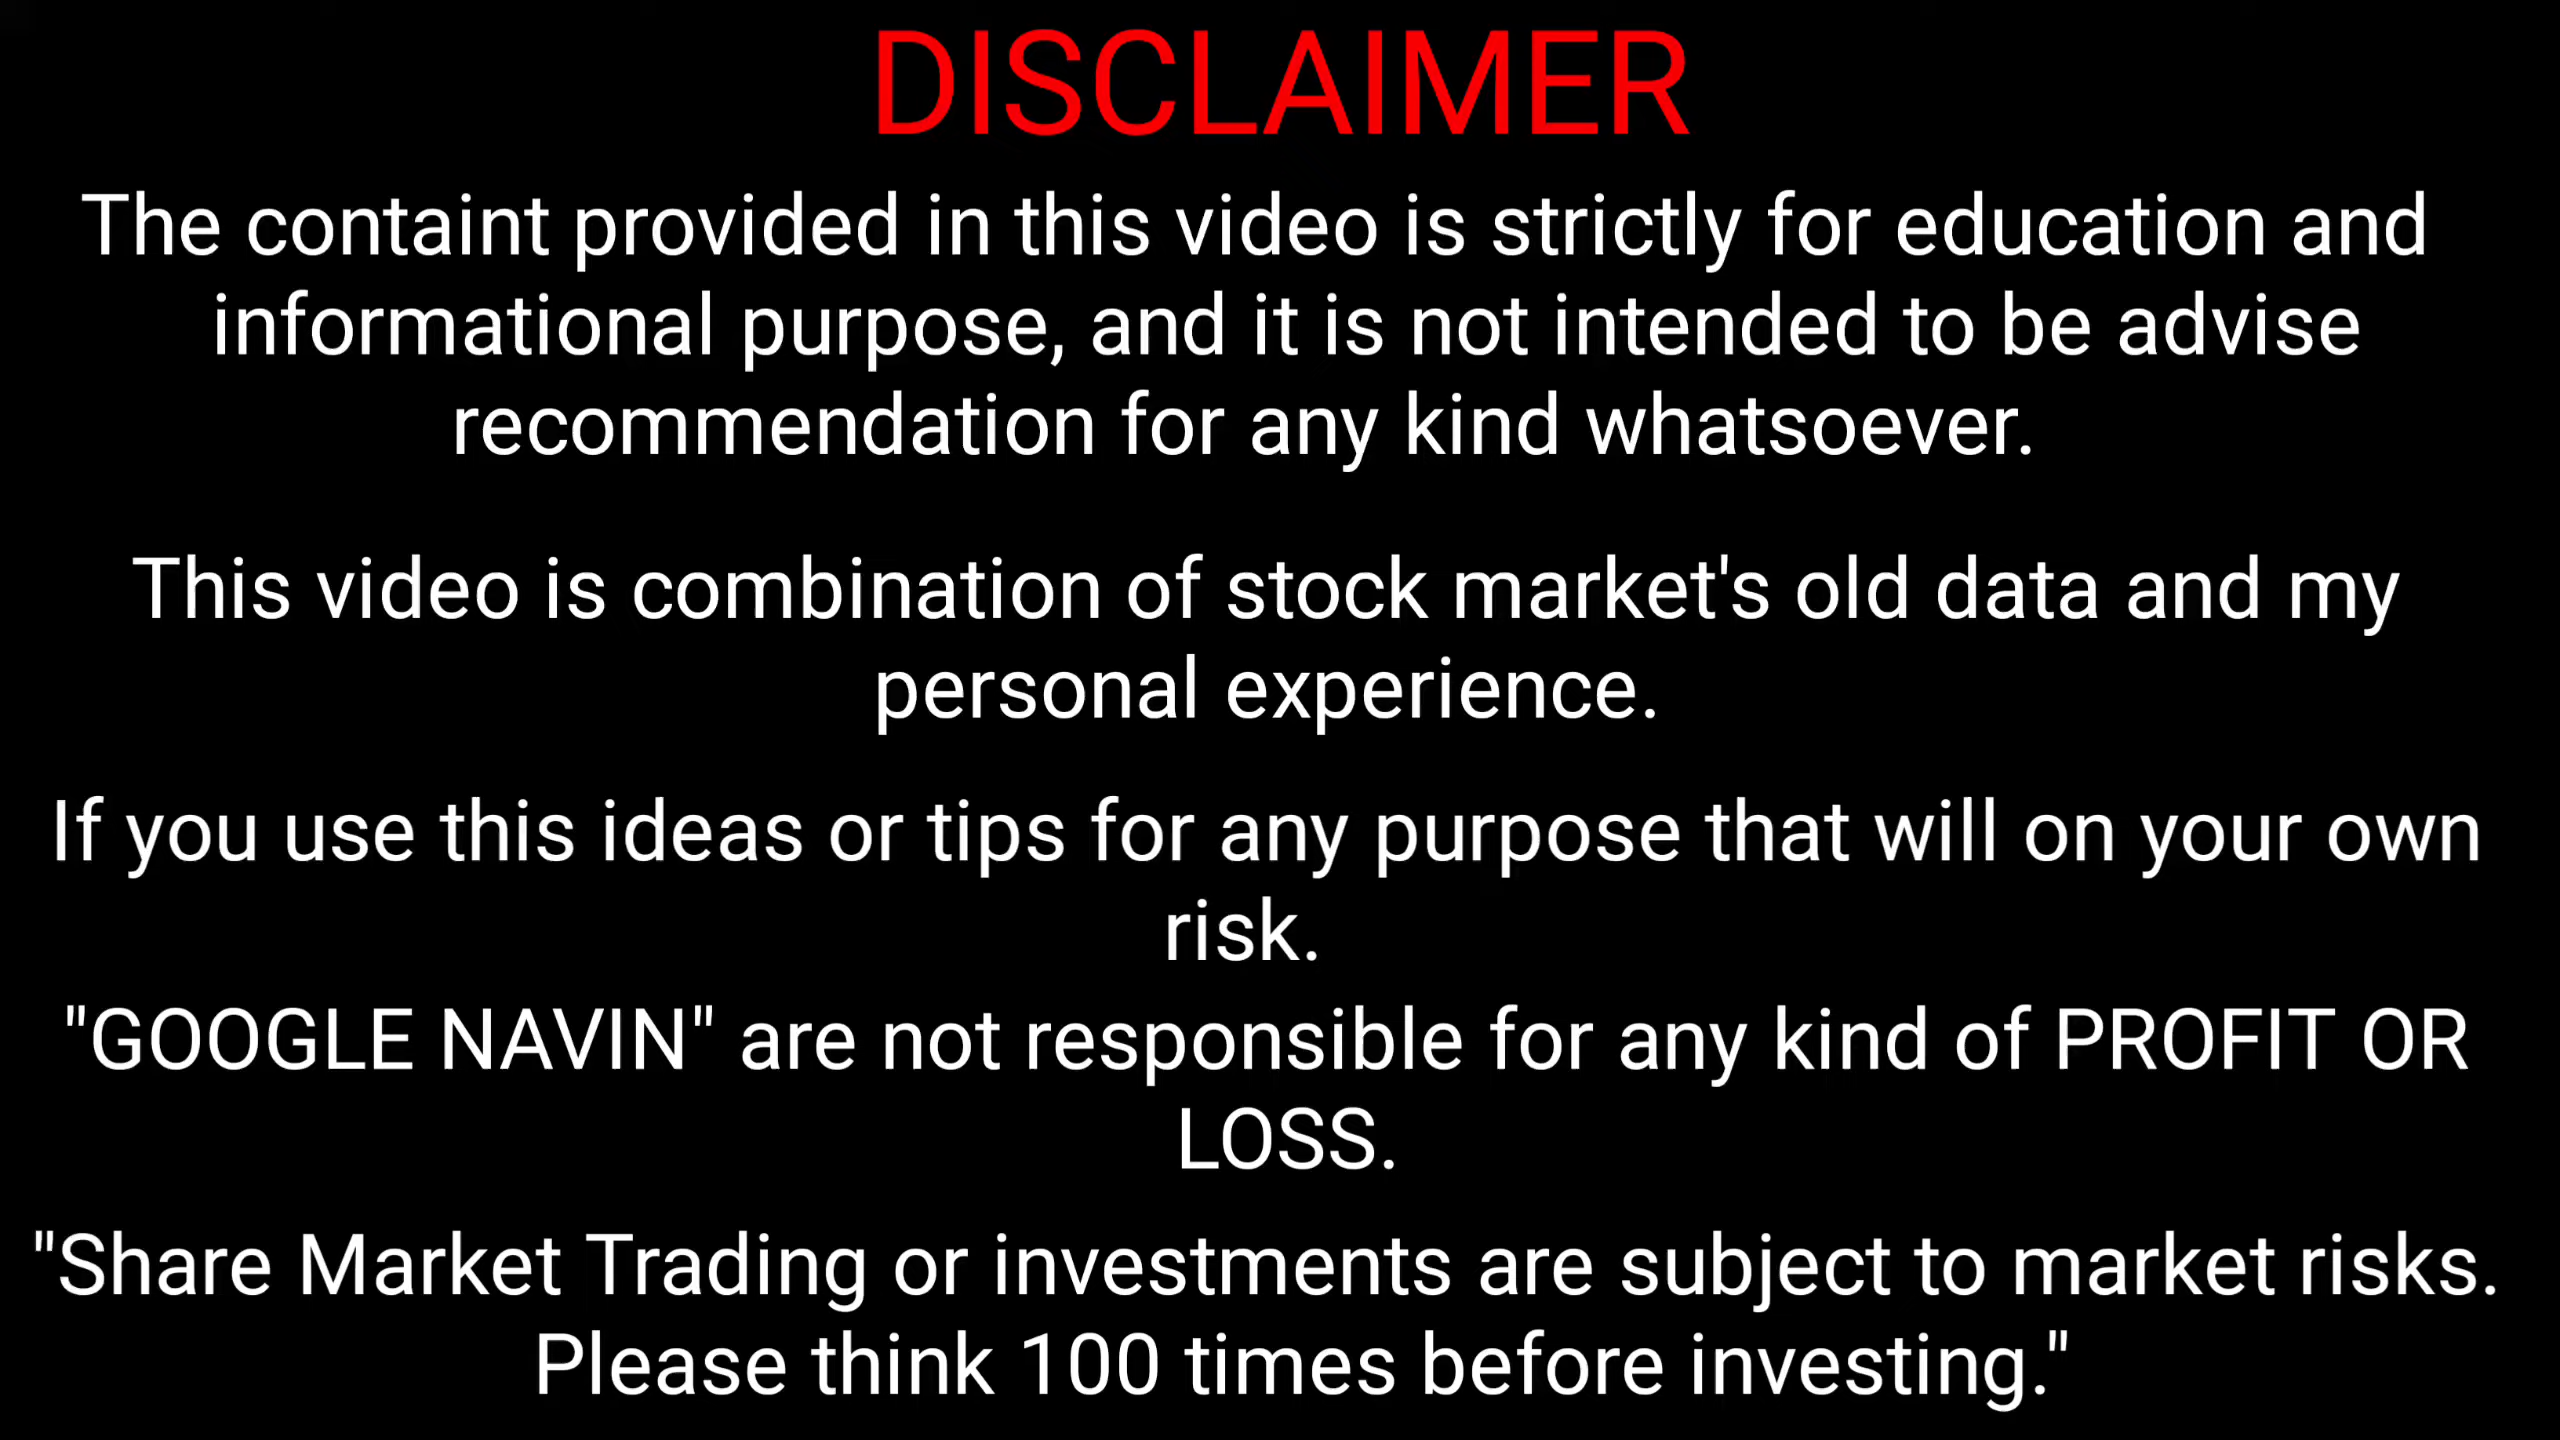 DISCLAIMER
The containt provided in this video is strictly for education and
informational purpose, and it is not intended to be advise
recommendation for any kind whatsoever.
This video is combination of stock market's old data and my
personal experience.
If you use this ideas or tips for any purpose that will on your own
risk.
"GOOGLE NAVIN" are not responsible for any kind of PROFIT OR
LOSS.
"Share Market Trading or investments are subject to market risks.
Please think 100 times before investing."